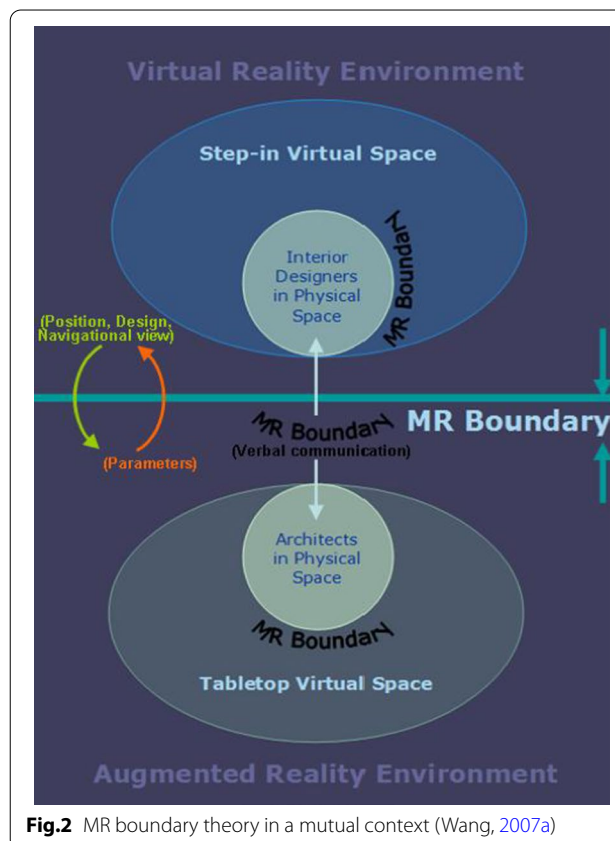 Virtual Reality Environment
Step-in Virtual Space
Interior
Designers
in Physical
Space
MR Boundary
(Position, Design,
Navigational view)
MR Boundary
(Verbal communication)
MR Boundary
(Parameters)
Architects
in Physical
Space
MR Boundary
Tabletop Virtual Space
Augmented Reality Environment
Fig.2 MR boundary theory in a mutual context (Wang, 2007a)